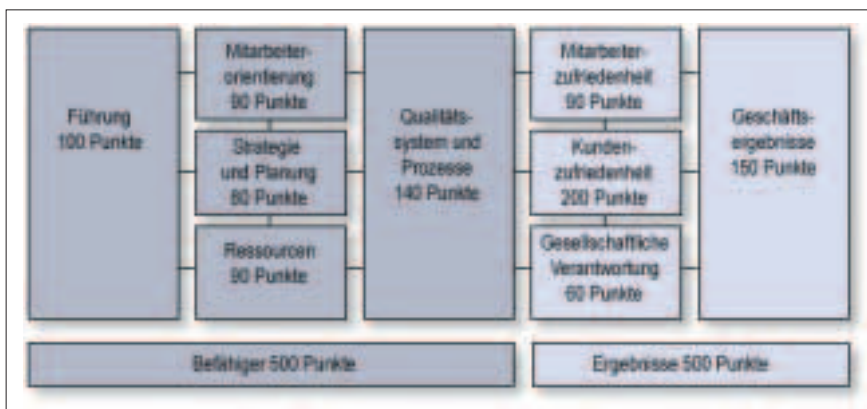 Führung
100 Punkte
Mitarbeiter-
orientierung
90 Punkte
Strategie
und Planung
80 Punkte
Ressourcen
90 Punkte
Qualitäts-
system und
Prozesse
140 Punkte
Mitarbeiter-
zufriedenheit
90 Punkte
Kunden-
zufriedenheit
200 Punkte
Gesellschaftliche
Verantwortung
60 Punkte
Geschäfts-
ergebnisse
150 Punkte
Befähiger 500 Punkte
Ergebnisse 500 Punkte